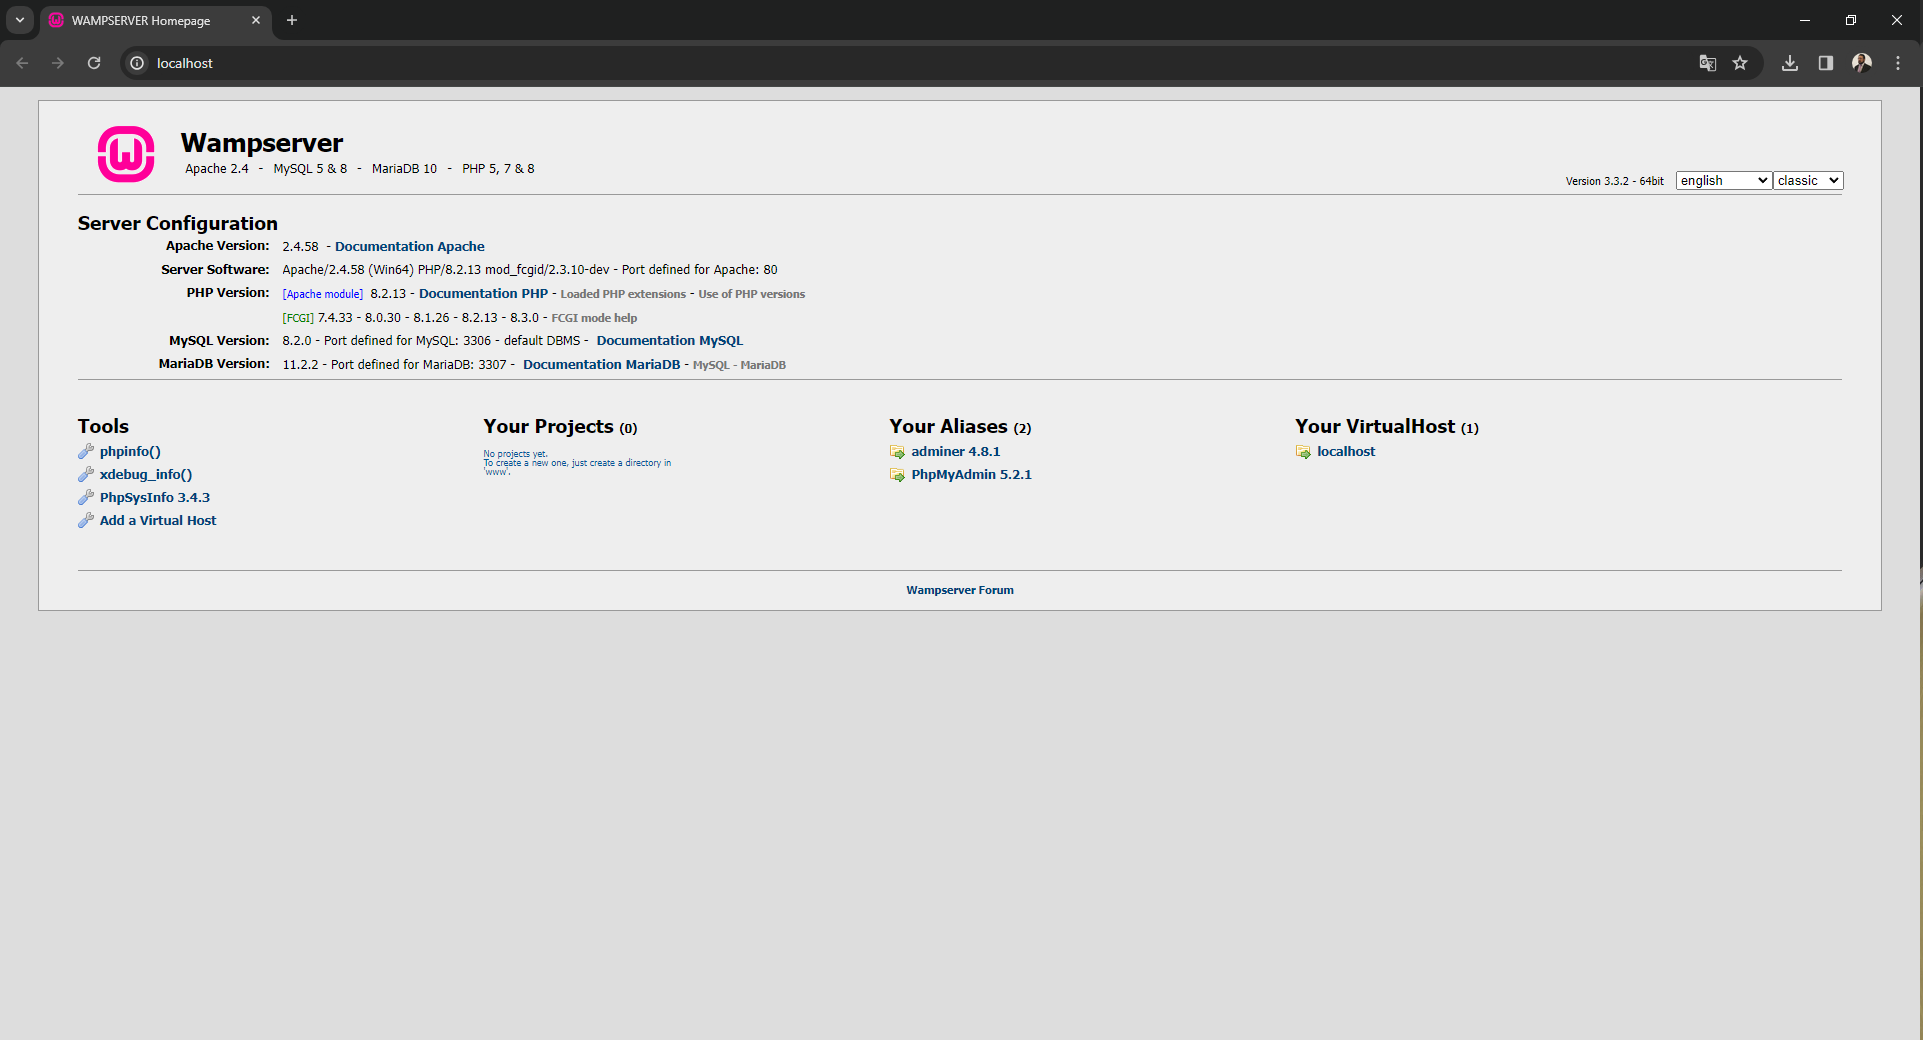 WAMPSERVER Homepage
localhost
Wampserver
Apache 2.4 - MySQL 5 & 8 - MariaDB 10 - PHP 5, 7 & 8
Version 3.3.2 - 64bit english classic
Server Configuration
Apache Version: 2.4.58 - Documentation Apache
Server Software: Apache/2.4.58 (Win64) PHP/8.2.13 mod_fcgid/2.3.10-dev - Port defined for Apache: 80
PHP Version: [Apache module] 8.2.13 - Documentation PHP - Loaded PHP extensions - Use of PHP versions
[FCGI] 7.4.33 - 8.0.30 - 8.1.26 - 8.2.13 - 8.3.0 - FCGI mode help
MySQL Version: 8.2.0 - Port defined for MySQL: 3306 - default DBMS - Documentation MySQL
MariaDB Version: 11.2.2 - Port defined for MariaDB: 3307 - Documentation MariaDB - MySQL - MariaDB
Tools
phpinfo()
xdebug_info()
PhpSysInfo 3.4.3
Add a Virtual Host
Your Projects (0)
No projects yet.
To create a new one, just create a directory in
'www'.
Your Aliases (2)
adminer 4.8.1
PhpMyAdmin 5.2.1
Your VirtualHost (1)
localhost
Wampserver Forum